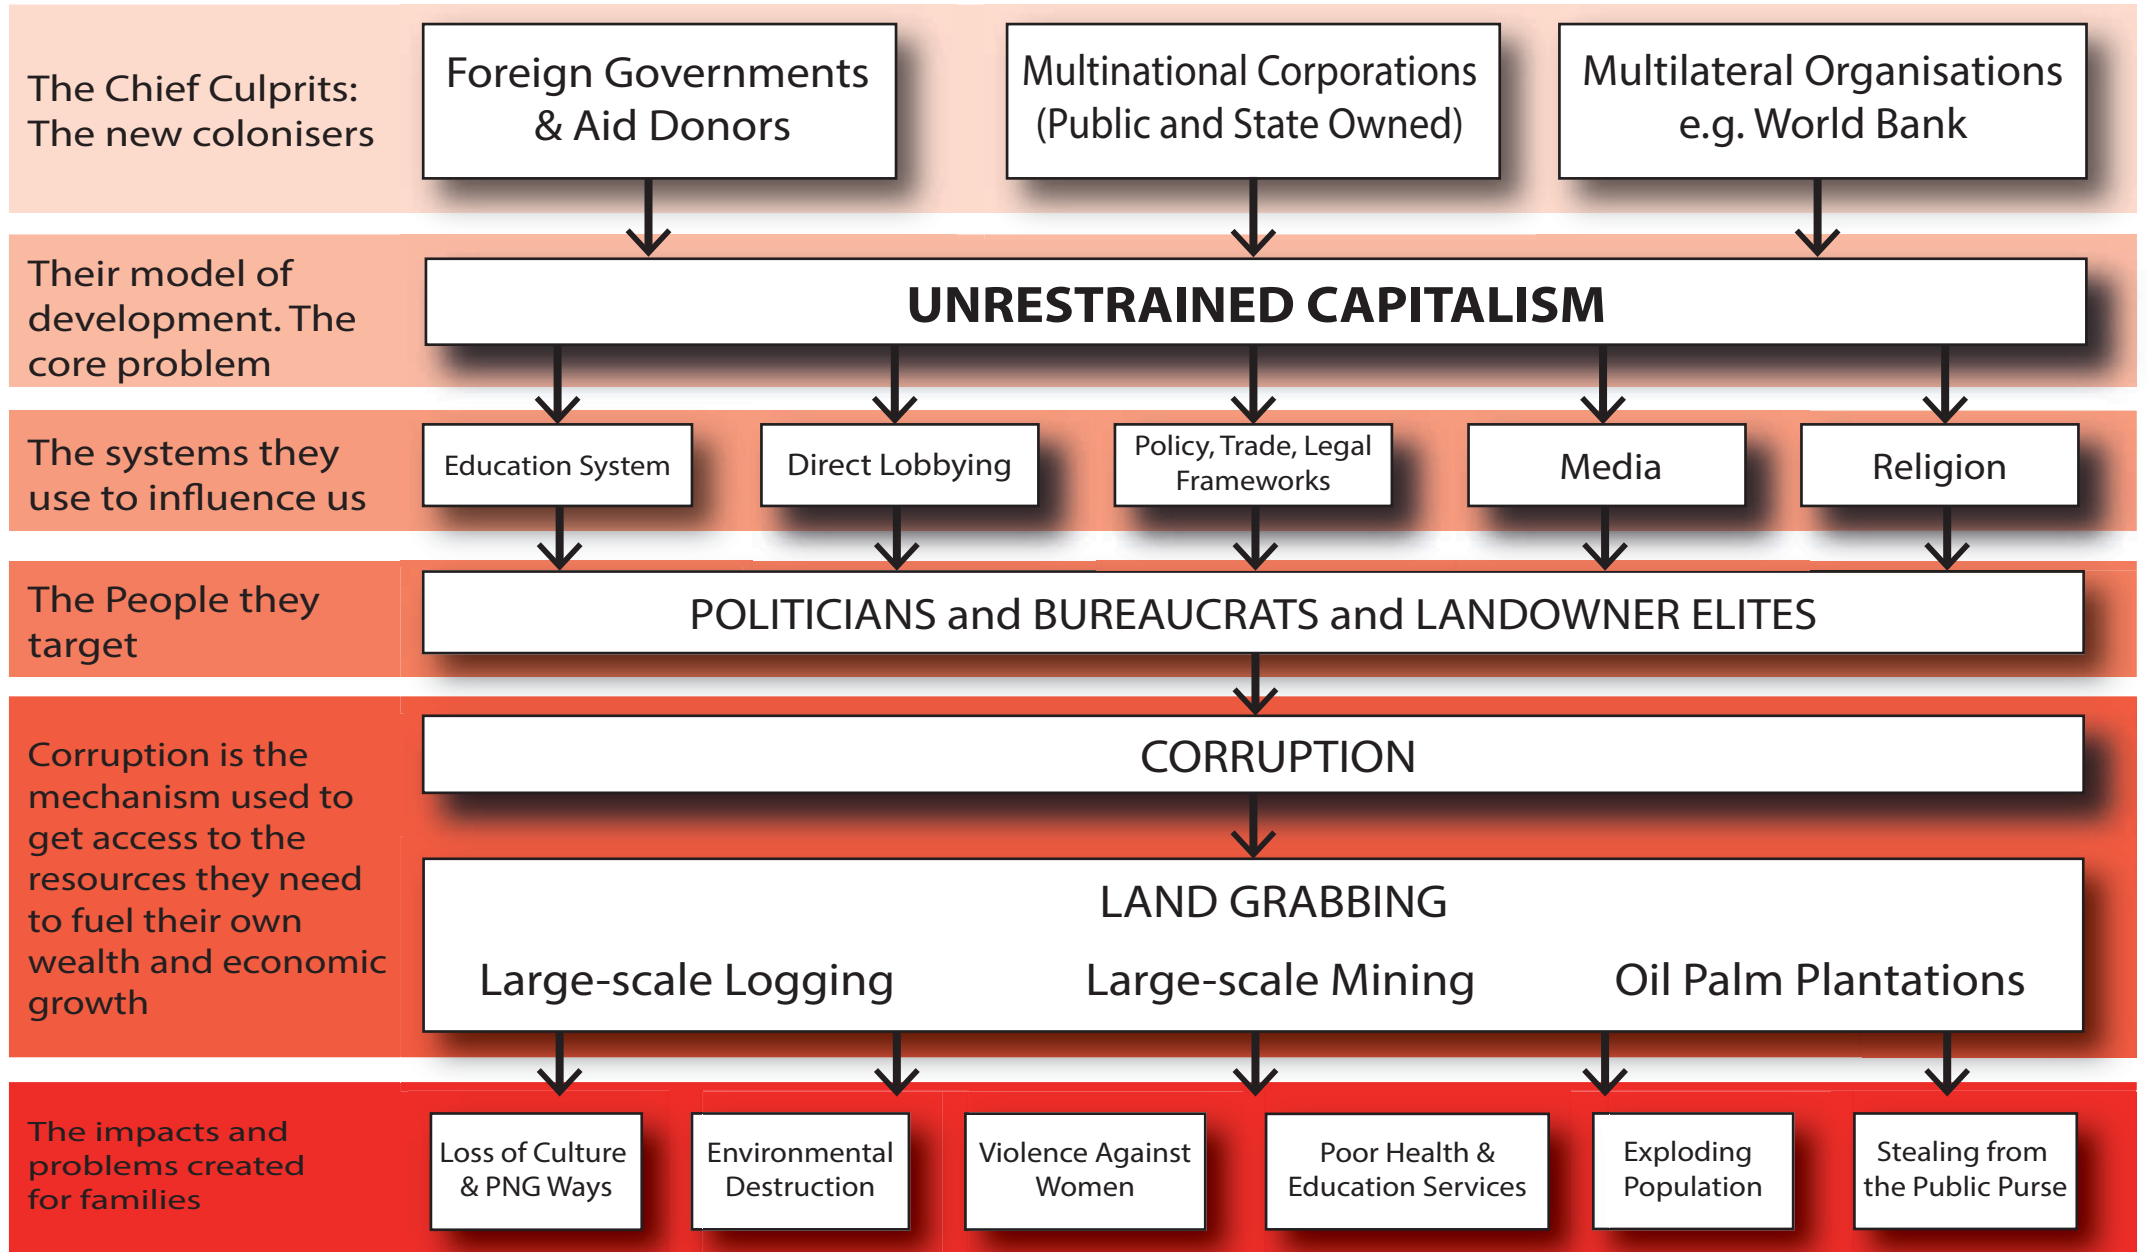 The Chief Culprits:
The new colonisers
Foreign Governments
& Aid Donors
Multinational Corporations
(Public and State Owned)
Multilateral Organisations
e.g. World Bank
Their model of
development. The
core problem
UNRESTRAINED CAPITALISM
The systems they
use to influence us
Education System
Direct Lobbying
Policy, Trade, Legal
Frameworks
Media
Religion
The People they
target
POLITICIANS and BUREAUCRATS and LANDOWNER ELITES
Corruption is the
mechanism used to
get access to the
resources they need
to fuel their own
wealth and economic
growth
CORRUPTION
LAND GRABBING
Large-scale Logging
Large-scale Mining
Oil Palm Plantations
The impacts and
problems created
for families
Loss of Culture
& PNG Ways
Environmental
Destruction
Violence Against
Women
Poor Health &
Education Services
Exploding
Population
Stealing from
the Public Purse